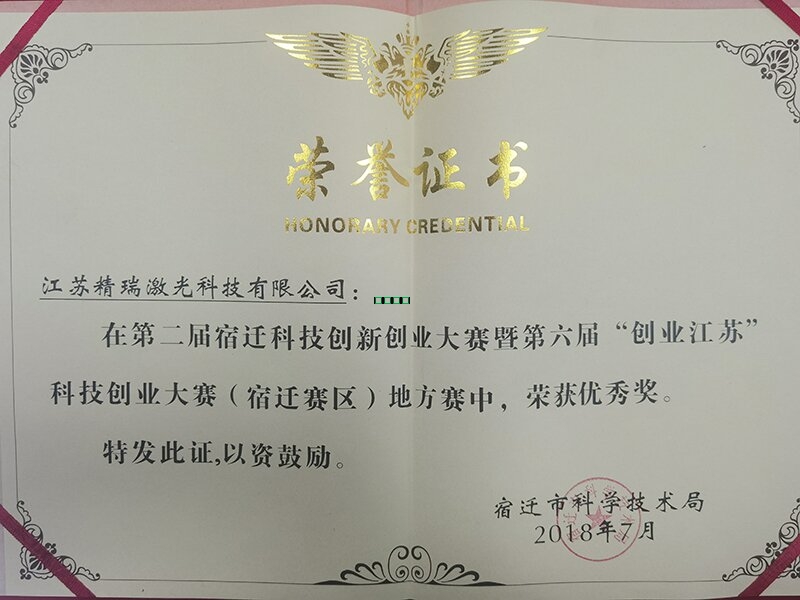 荣誉证书
HONORARY CREDENTIAL
江苏精瑞激光科技有限公司：
在第二届宿迁科技创新创业大赛暨第六届“创业江苏”
科技创业大赛（宿迁赛区）地方赛中，荣获优秀奖。
特发此证,以资鼓励。
宿迁市科学技术局
2018年7月